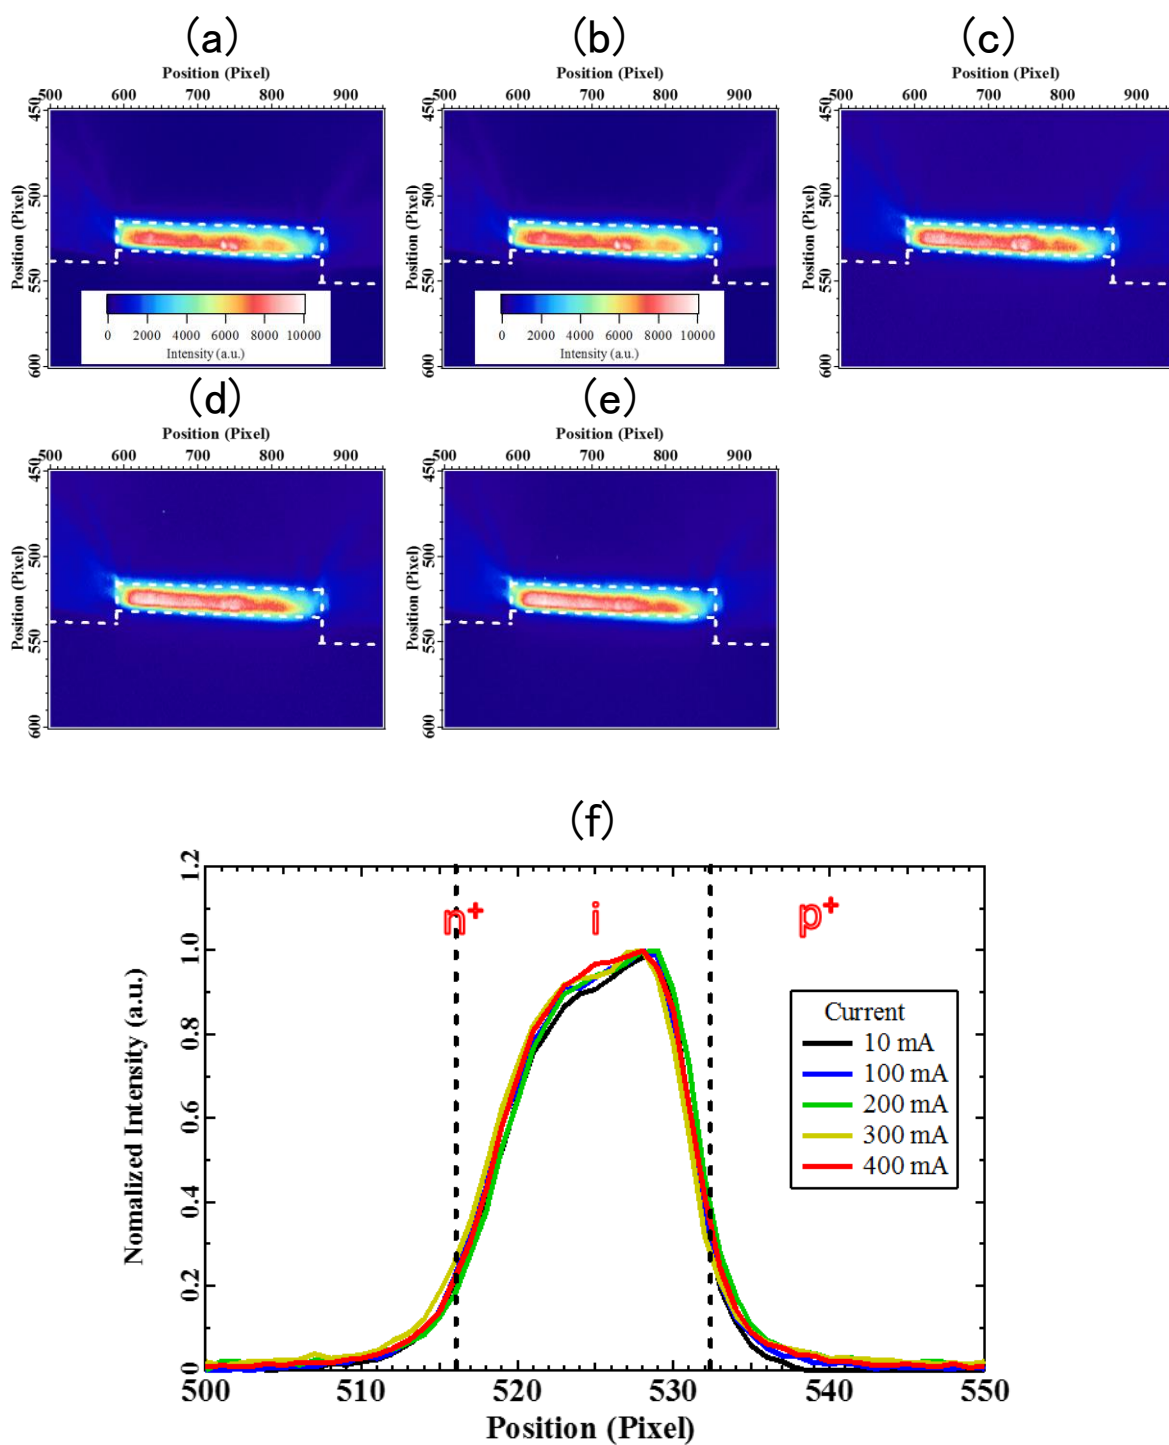 (a) (b) (c)
Position (Pixel) Position (Pixel) Position (Pixel)
500 600 700 800 900 500 600 700 800 900 500 600 700 800 900
Position (Pixel) 450 500 550 600
Position (Pixel) 450 500 550 600
Position (Pixel) 450 500 550 600
0 2000 4000 6000 8000 10000
Intensity (a.u.)
0 2000 4000 6000 8000 10000
Intensity (a.u.)
(d) (e)
Position (Pixel) Position (Pixel)
500 600 700 800 900 500 600 700 800 900
Position (Pixel) 450 500 550 600
Position (Pixel) 450 500 550 600
(f)
Nomalized Intensity (a.u.)
1.2
1.0
0.8
0.6
0.4
0.2
0.0
n+ i p+
Current
10 mA
100 mA
200 mA
300 mA
400 mA
500 510 520 530 540 550
Position (Pixel)